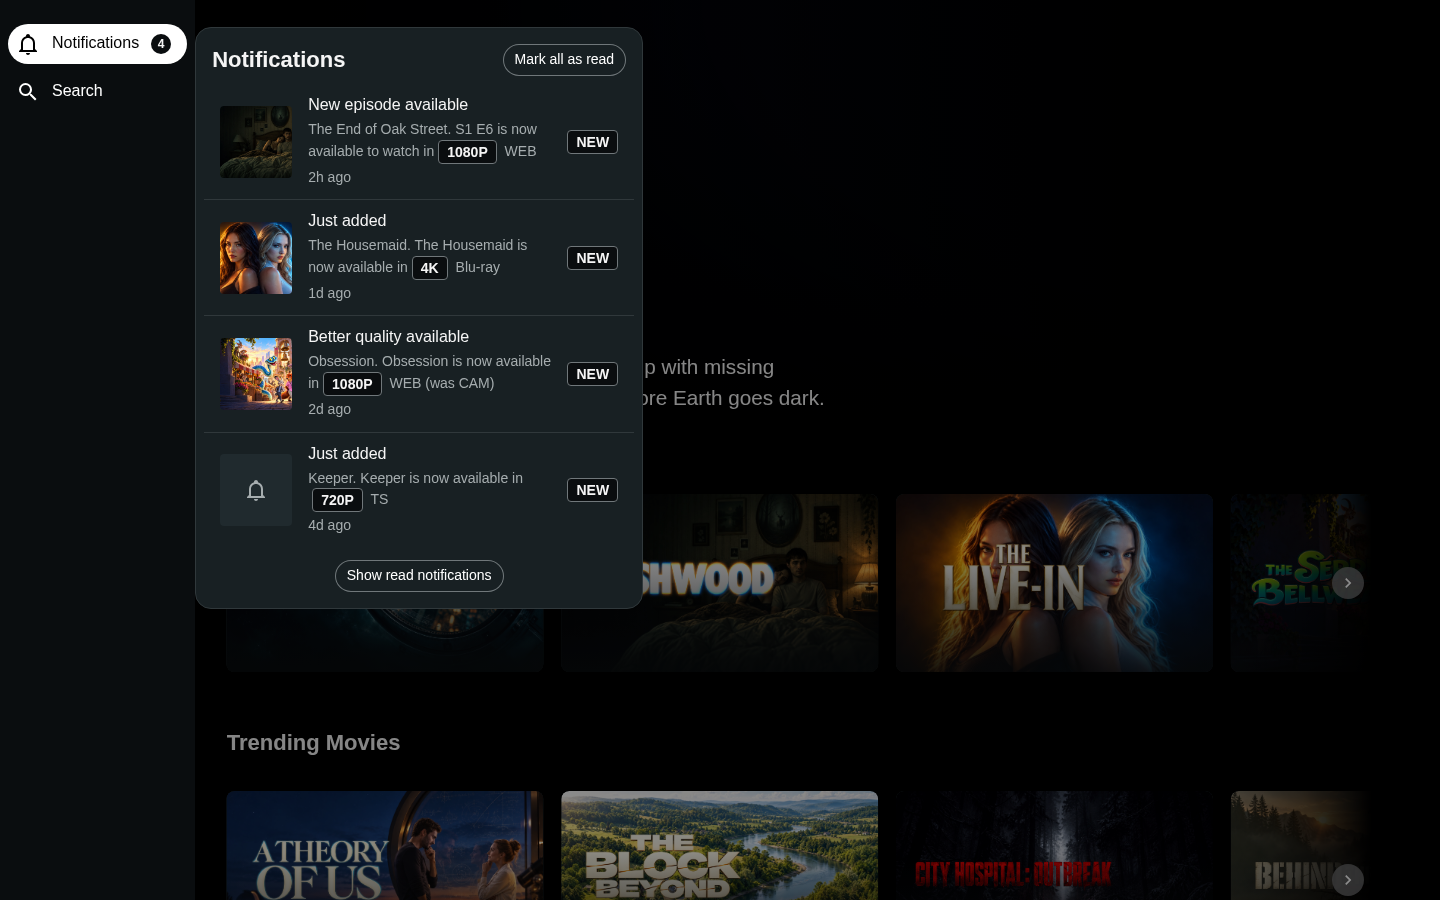 Notifications 4
Search
Notifications
Mark all as read
New episode available
The End of Oak Street. S1 E6 is now
available to watch in 1080P WEB
2h ago
NEW
Just added
The Housemaid. The Housemaid is
now available in 4K Blu-ray
1d ago
NEW
Better quality available
Obsession. Obsession is now available
in 1080P WEB (was CAM)
2d ago
NEW
Just added
Keeper. Keeper is now available in
720P TS
4d ago
NEW
Show read notifications
p with missing
ore Earth goes dark.
SHWOOD
THE
LIVE-IN
THE
Trending Movies
A THEORY
OF US
THE
BLOCK
BEYOND
CITY HOSPITAL: OUTBREAK
BEHIN